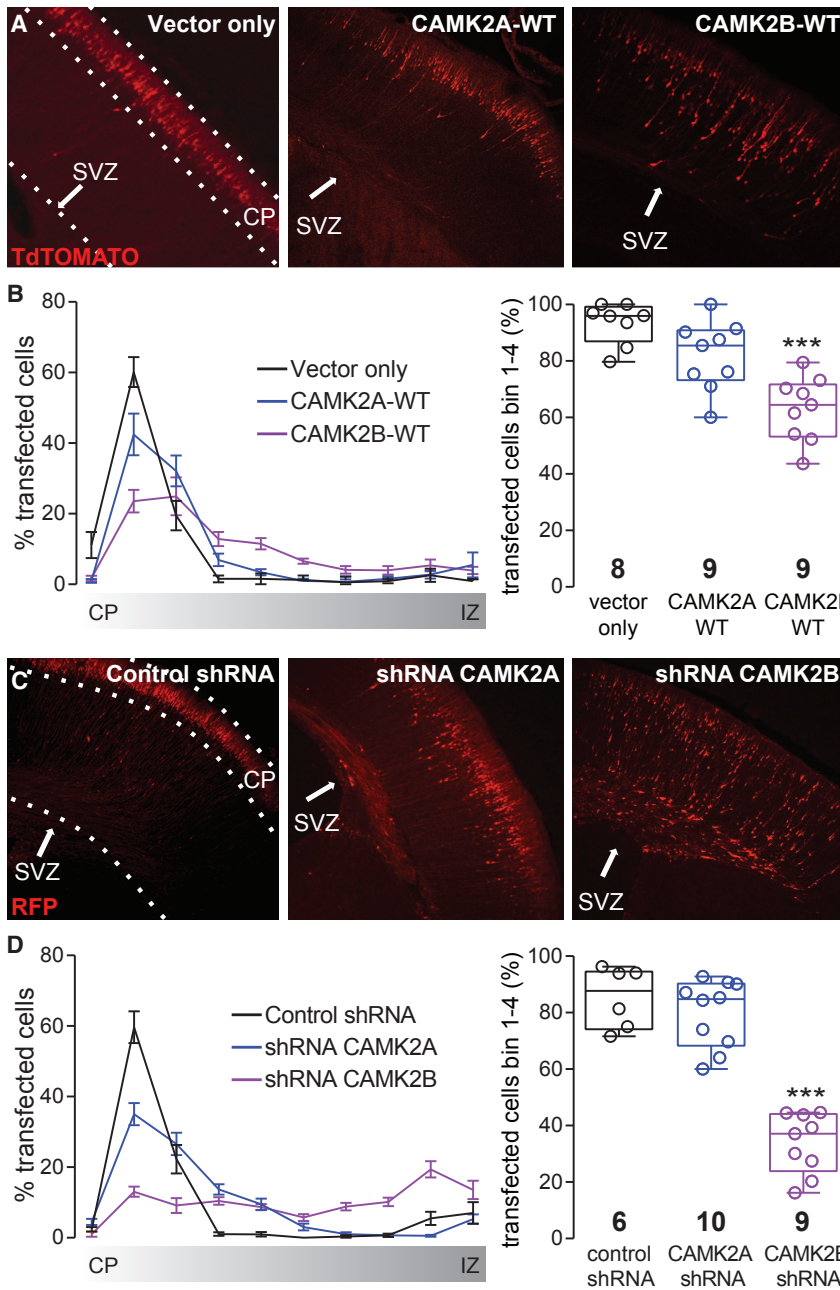 A
Vector only
SVZ
CP
TdTOMATO
CAMK2A-WT
SVZ
CAMK2B-WT
SVZ
B
% transfected cells
80
60
40
20
0
Vector only
CAMK2A-WT
CAMK2B-WT
CP
IZ
transfected cells bin 1-4 (%)
100
80
60
40
20
0
***
8
9
9
vector
only
CAMK2A
WT
CAMK2
WT
C
Control shRNA
CP
SVZ
RFP
shRNA CAMK2A
SVZ
shRNA CAMK2B
SVZ
D
% transfected cells
80
60
40
20
0
Control shRNA
shRNA CAMK2A
shRNA CAMK2B
CP
IZ
transfected cells bin 1-4 (%)
100
80
60
40
20
0
***
6
10
9
control
shRNA
CAMK2A
shRNA
CAMK2
shRNA